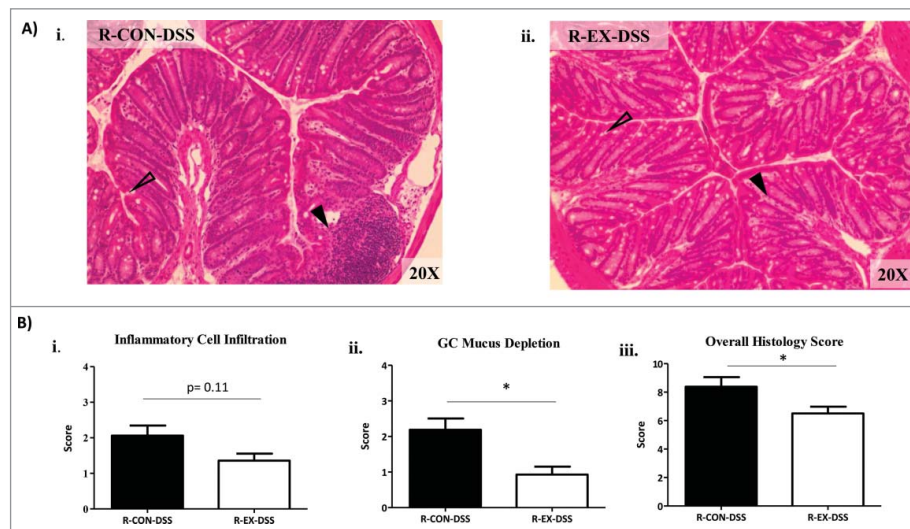 A)
i.
R-CON-DSS
20X
ii.
R-EX-DSS
20X
B)
i.
Inflammatory Cell Infiltration
p= 0.11
Score
4
3
2
1
0
R-CON-DSS
R-EX-DSS
ii.
GC Mucus Depletion
*
Score
4
3
2
1
0
R-CON-DSS
R-EX-DSS
iii.
Overall Histology Score
*
Score
10
8
6
4
2
0
R-CON-DSS
R-EX-DSS